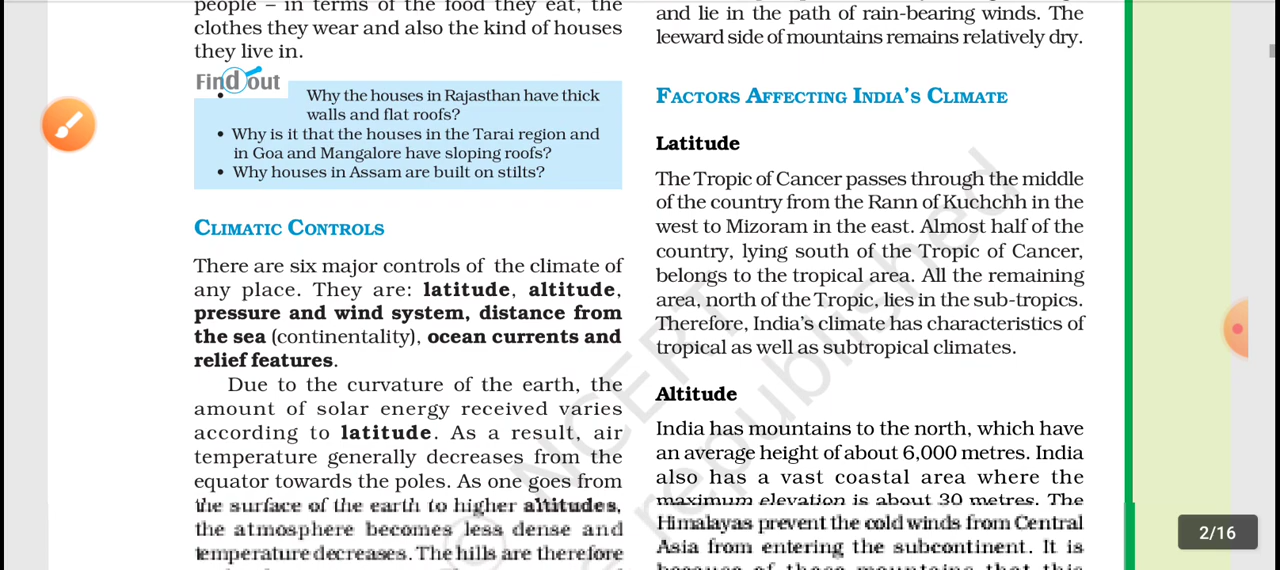 people – in terms of the food they eat, the
clothes they wear and also the kind of houses
they live in.
Find out
• Why the houses in Rajasthan have thick
walls and flat roofs?
• Why is it that the houses in the Tarai region and
in Goa and Mangalore have sloping roofs?
• Why houses in Assam are built on stilts?
CLIMATIC CONTROLS
There are six major controls of the climate of
any place. They are: latitude, altitude,
pressure and wind system, distance from
the sea (continentality), ocean currents and
relief features.
Due to the curvature of the earth, the
amount of solar energy received varies
according to latitude. As a result, air
temperature generally decreases from the
equator towards the poles. As one goes from
the surface of the earth to higher altitudes,
the atmosphere becomes less dense and
temperature decreases. The hills are therefore
and lie in the path of rain-bearing winds. The
leeward side of mountains remains relatively dry.
FACTORS AFFECTING INDIA'S CLIMATE
Latitude
The Tropic of Cancer passes through the middle
of the country from the Rann of Kuchchh in the
west to Mizoram in the east. Almost half of the
country, lying south of the Tropic of Cancer,
belongs to the tropical area. All the remaining
area, north of the Tropic, lies in the sub-tropics.
Therefore, India's climate has characteristics of
tropical as well as subtropical climates.
Altitude
India has mountains to the north, which have
an average height of about 6,000 metres. India
also has a vast coastal area where the
maximum elevation is about 30 metres. The
Himalayas prevent the cold winds from Central
Asia from entering the subcontinent. It is
because of these mountains that this
© NCERT
republished
2/16